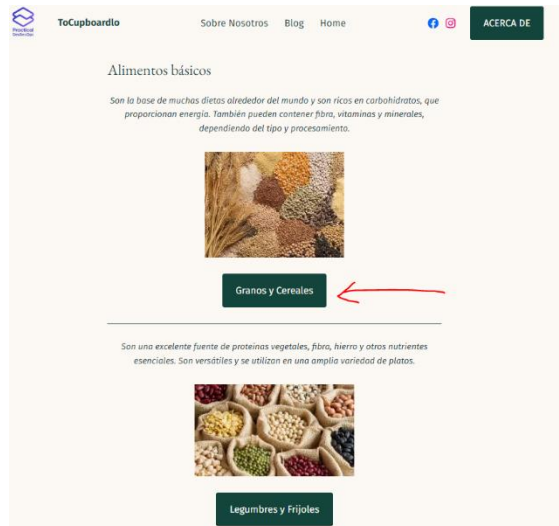 ToCupboardlo
Sobre Nosotros Blog Home
ACERCA DE
Practical
Alimentos básicos
Son la base de muchas dietas alrededor del mundo y son ricos en carbohidratos, que
proporcionan energía. También pueden contener fibra, vitaminas y minerales,
dependiendo del tipo y procesamiento.
Granos y Cereales
Son una excelente fuente de proteínas vegetales, fibra, hierro y otros nutrientes
esenciales. Son versátiles y se utilizan en una amplia variedad de platos.
Legumbres y Frijoles